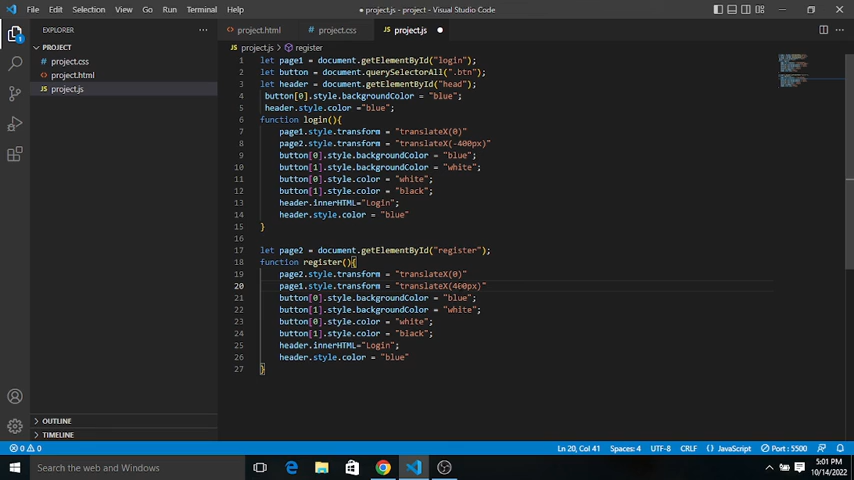 File Edit Selection View Go Run Terminal Help
● project.js - project - Visual Studio Code
EXPLORER
project.html
project.css
project.js
PROJECT
project.css
project.html
project.js
OUTLINE
TIMELINE
project.js > register
1 let page1 = document.getElementById("login");
2 let button = document.querySelectorAll(".btn");
3 let header = document.getElementById("head");
4 button[0].style.backgroundColor = "blue";
5 header.style.color ="blue";
6 function login(){
7 page1.style.transform = "translateX(0)"
8 page2.style.transform = "translateX(-400px)"
9 button[0].style.backgroundColor = "blue";
10 button[1].style.backgroundColor = "white";
11 button[0].style.color = "white";
12 button[1].style.color = "black";
13 header.innerHTML="Login";
14 header.style.color = "blue"
15 }
16
17 let page2 = document.getElementById("register");
18 function register(){
19 page2.style.transform = "translateX(0)"
20 page1.style.transform = "translateX(400px)"
21 button[0].style.backgroundColor = "blue";
22 button[1].style.backgroundColor = "white";
23 button[0].style.color = "white";
24 button[1].style.color = "black";
25 header.innerHTML="Login";
26 header.style.color = "blue"
27 }
0 0 Ln 20, Col 41 Spaces: 4 UTF-8 CRLF {} JavaScript Port : 5500
Search the web and Windows
5:01 PM
10/14/2022